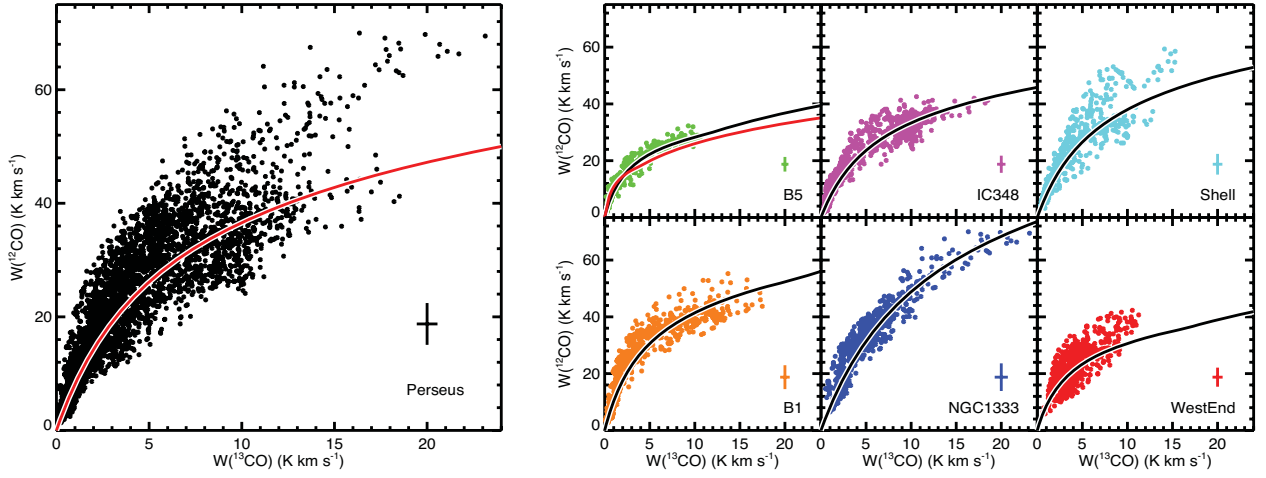 W(¹²CO) (K km s⁻¹)
60
40
20
0
Perseus
0 5 10 15 20
W(¹³CO) (K km s⁻¹)
W(¹²CO) (K km s⁻¹)
60
40
20
0
B5
IC348
Shell
W(¹²CO) (K km s⁻¹)
60
40
20
0
B1
NGC1333
WestEnd
0 5 10 15 20
0 5 10 15 20
0 5 10 15 20
W(¹³CO) (K km s⁻¹)
W(¹³CO) (K km s⁻¹)
W(¹³CO) (K km s⁻¹)